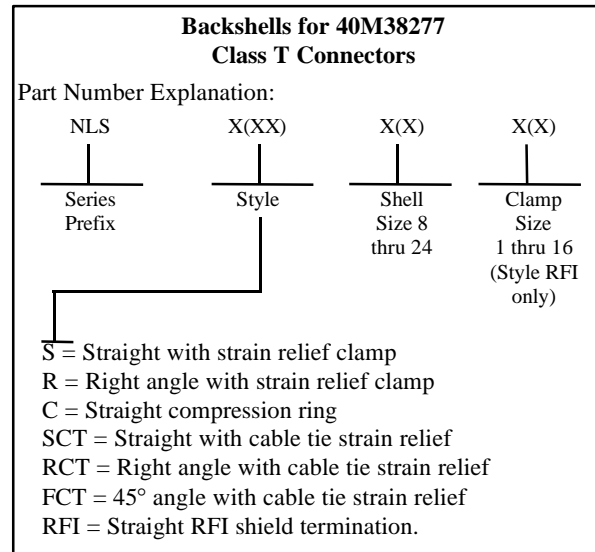 Backshells for 40M38277
Class T Connectors
Part Number Explanation:
NLS X(XX) X(X) X(X)
Series Style Shell Clamp
Prefix Size 8 Size
thru 24 1 thru 16
(Style RFI
only)
S = Straight with strain relief clamp
R = Right angle with strain relief clamp
C = Straight compression ring
SCT = Straight with cable tie strain relief
RCT = Right angle with cable tie strain relief
FCT = 45° angle with cable tie strain relief
RFI = Straight RFI shield termination.